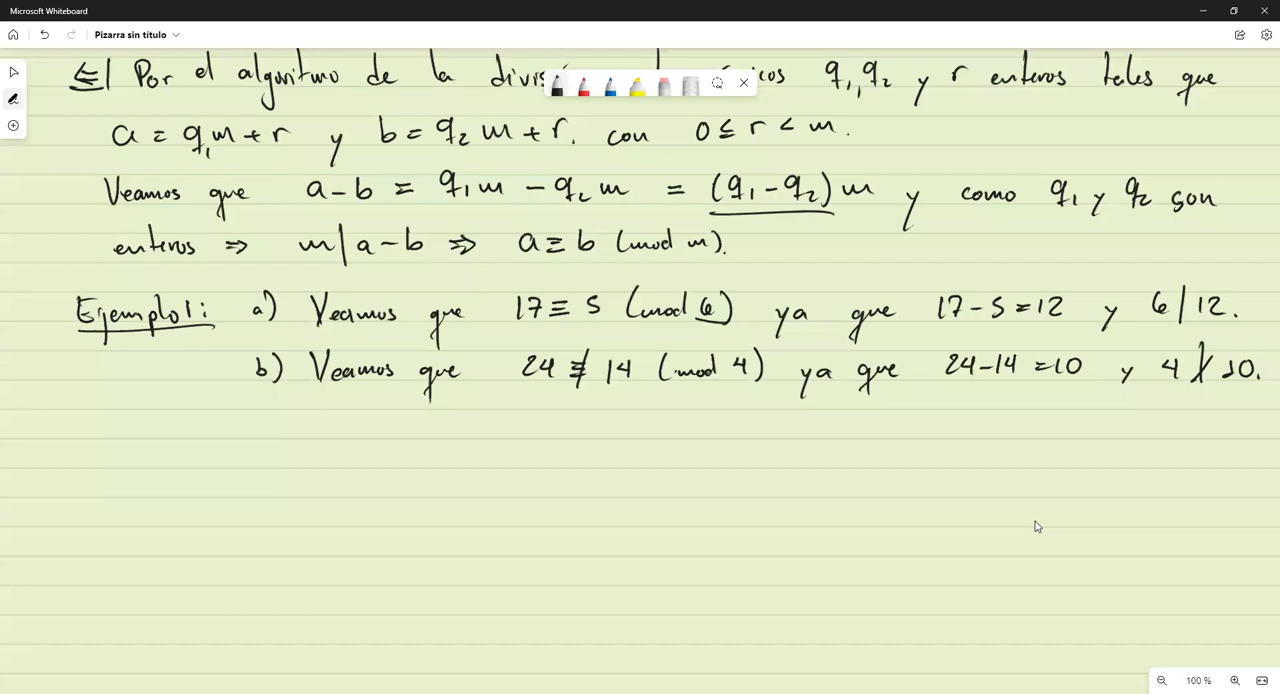 Microsoft Whiteboard
Pizarra sin título
⇐| Por el algoritmo de la q₁, q₂ y r enteros tales que
a = q₁m + r y b = q₂m + r. con 0 ≤ r < m.
Veamos que a-b = q₁m - q₂m = (q₁-q₂)m y como q₁ y q₂ son
enteros ⇒ m|a-b ⇒ a ≡ b (mod m).
Ejemplo1: a) Veamos que 17 ≡ 5 (mod 6) ya que 17-5=12 y 6|12.
b) Veamos que 24 ≢ 14 (mod 4) ya que 24-14=10 y 4∤10.
100 %